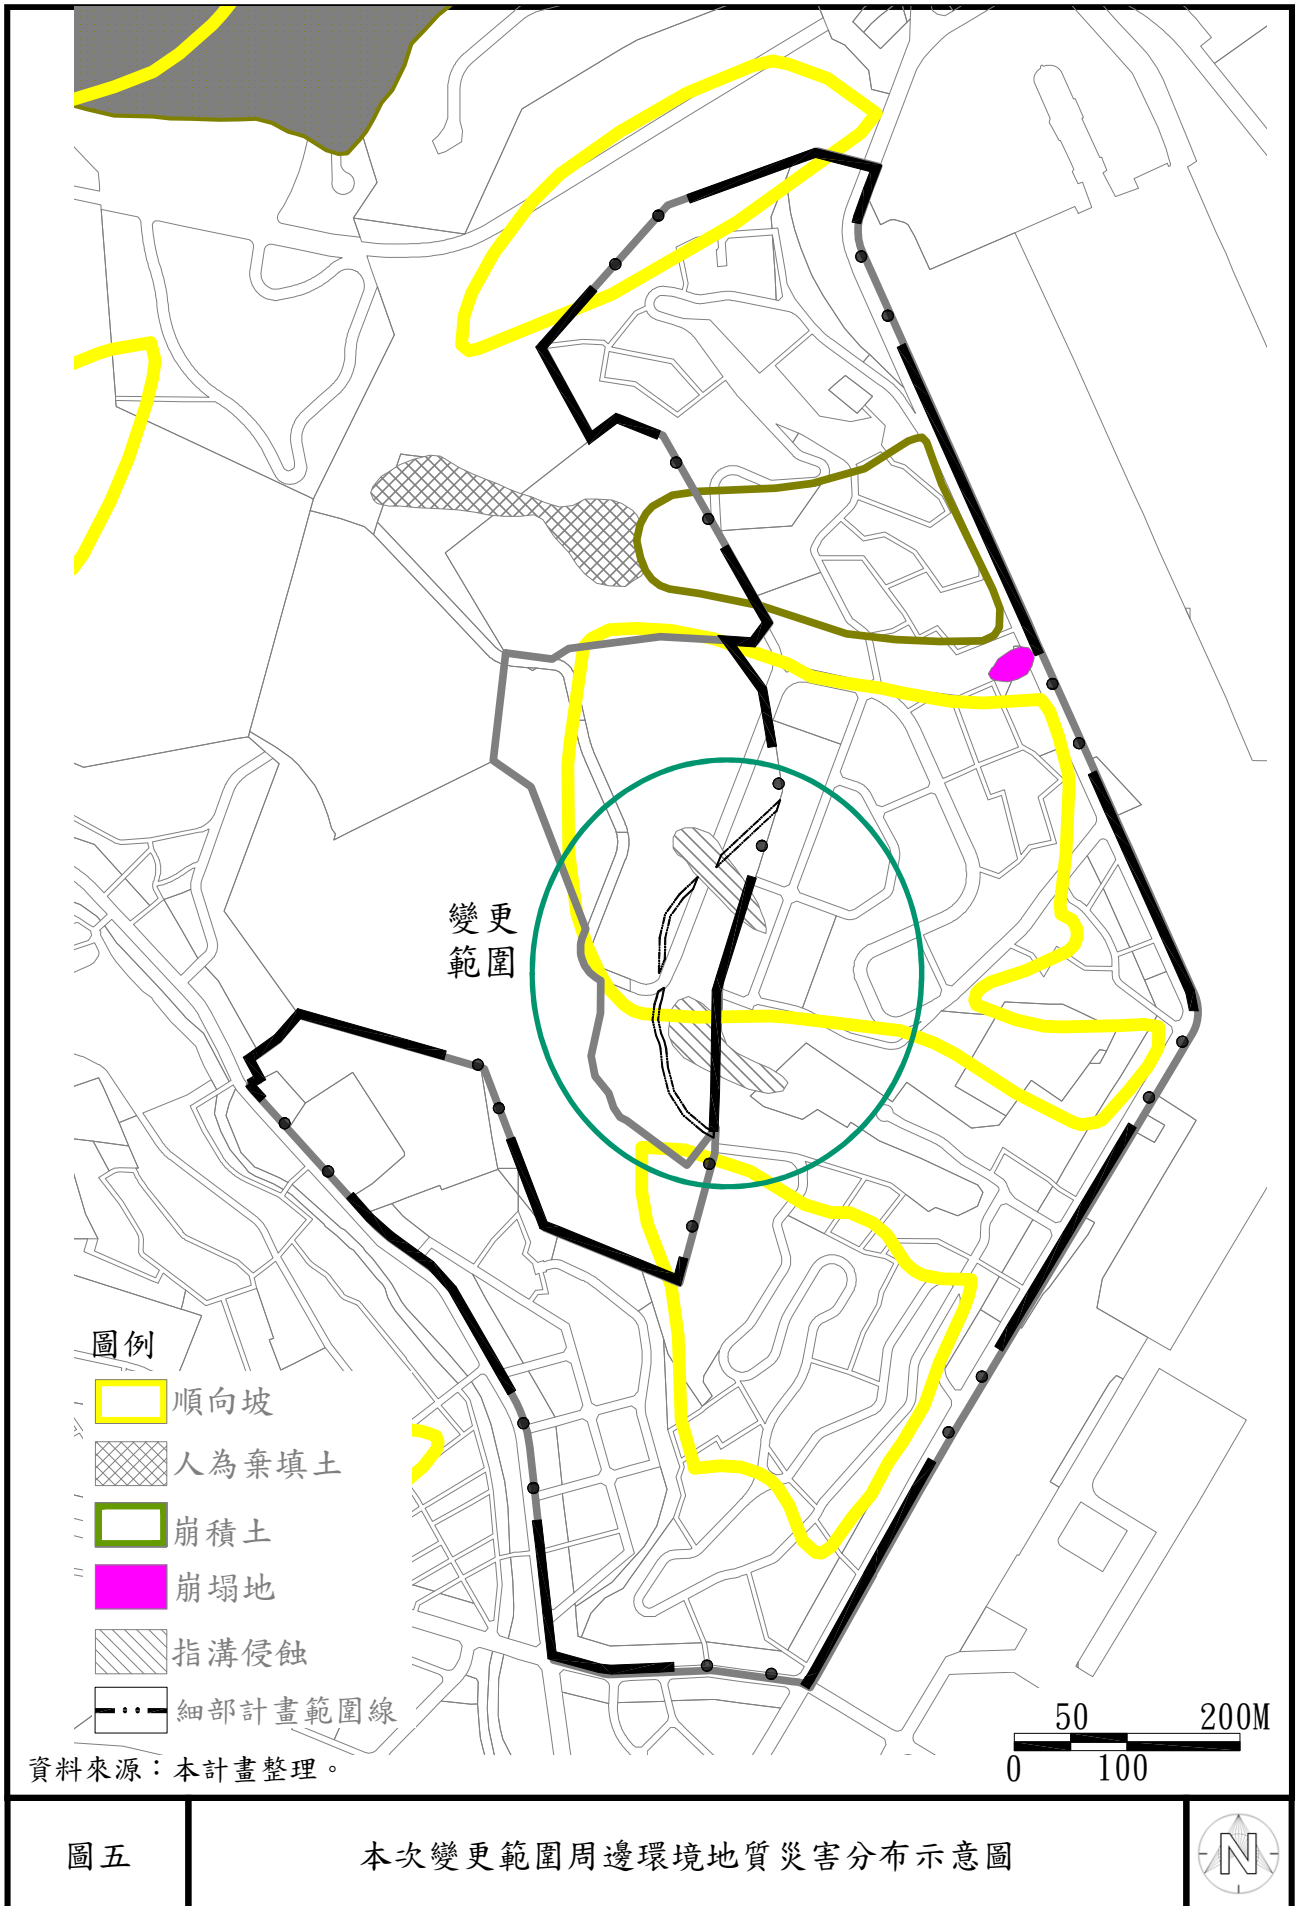 變更
範圍
圖例
順向坡
人為棄填土
崩積土
崩塌地
指溝侵蝕
細部計畫範圍線
資料來源：本計畫整理。
50 200M
0 100
圖五
本次變更範圍周邊環境地質災害分布示意圖
N